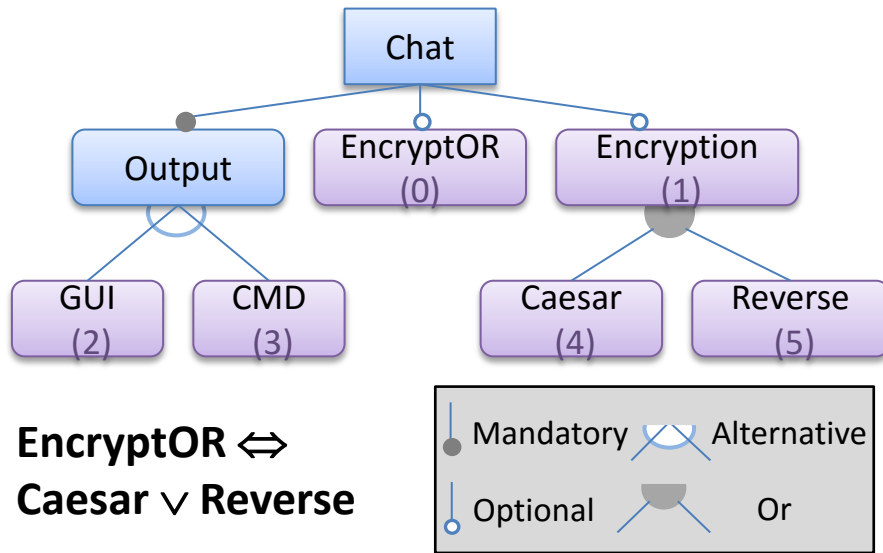 Chat
Output
EncryptOR
(0)
Encryption
(1)
GUI
(2)
CMD
(3)
Caesar
(4)
Reverse
(5)
EncryptOR ⇔
Caesar ∨ Reverse
Mandatory
Alternative
Optional
Or